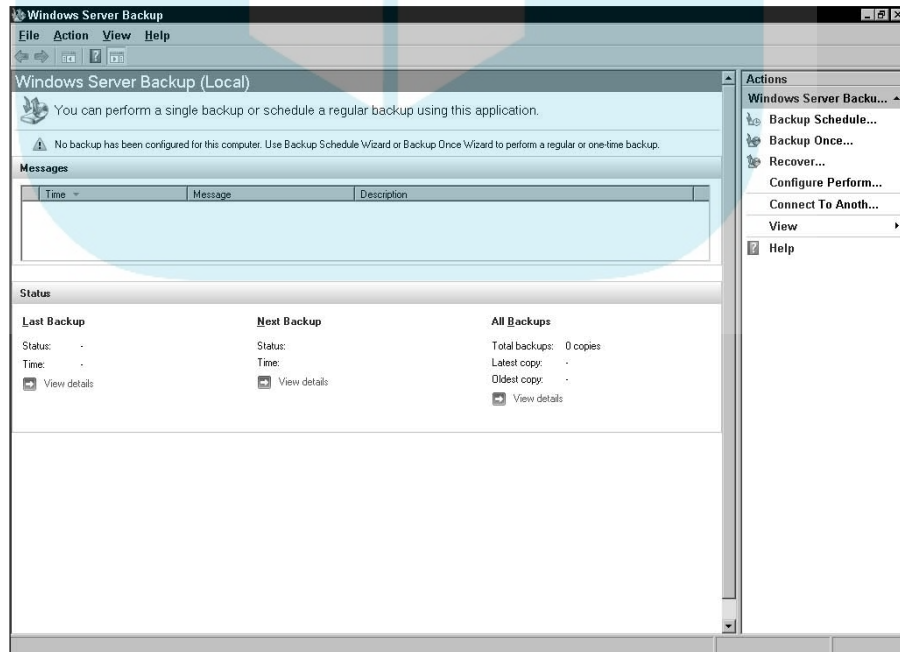 Windows Server Backup
File Action View Help
Windows Server Backup (Local)
You can perform a single backup or schedule a regular backup using this application.
No backup has been configured for this computer. Use Backup Schedule Wizard or Backup Once Wizard to perform a regular or one-time backup.
Messages
Time Message Description
Status
Last Backup Next Backup All Backups
Status: - Status: Total backups: 0 copies
Time: - Time: Latest copy: -
View details View details Oldest copy: -
View details
Actions
Windows Server Backu...
Backup Schedule...
Backup Once...
Recover...
Configure Perform...
Connect To Anoth...
View
Help